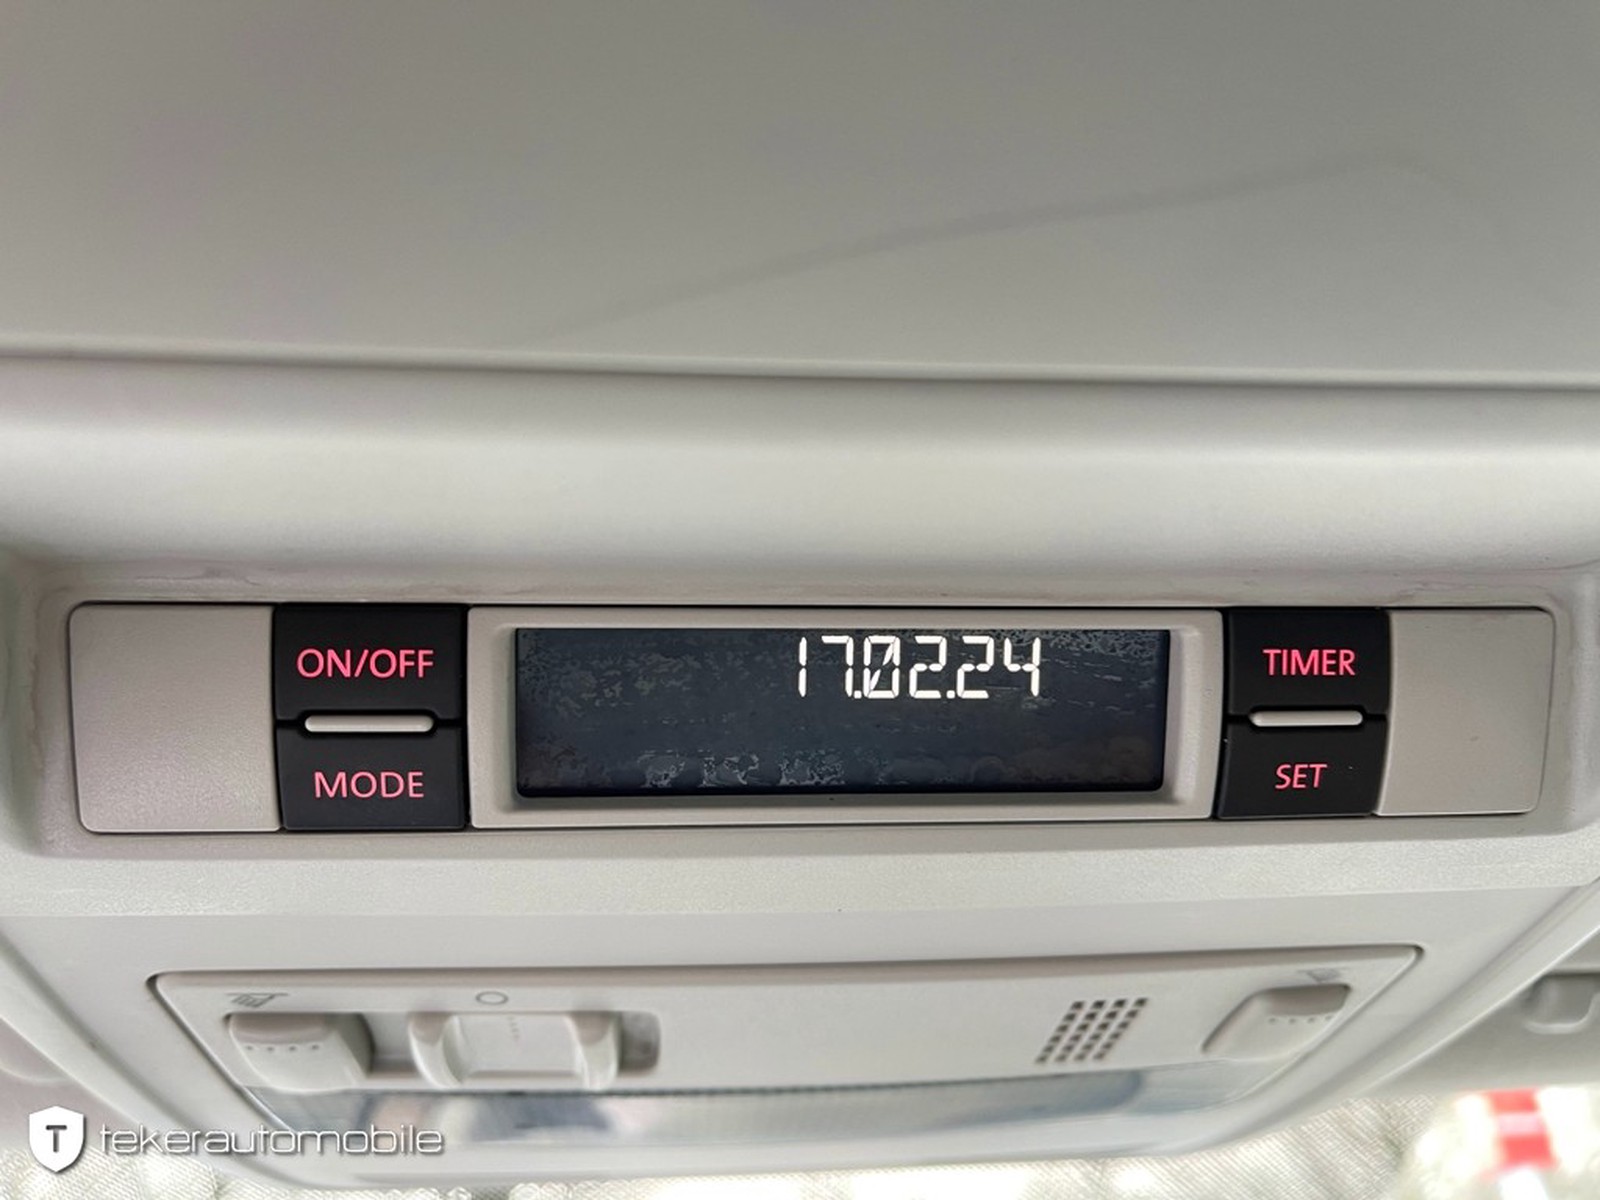 ON/OFF
MODE
17.02.24
TIMER
SET
T tekerautomobile